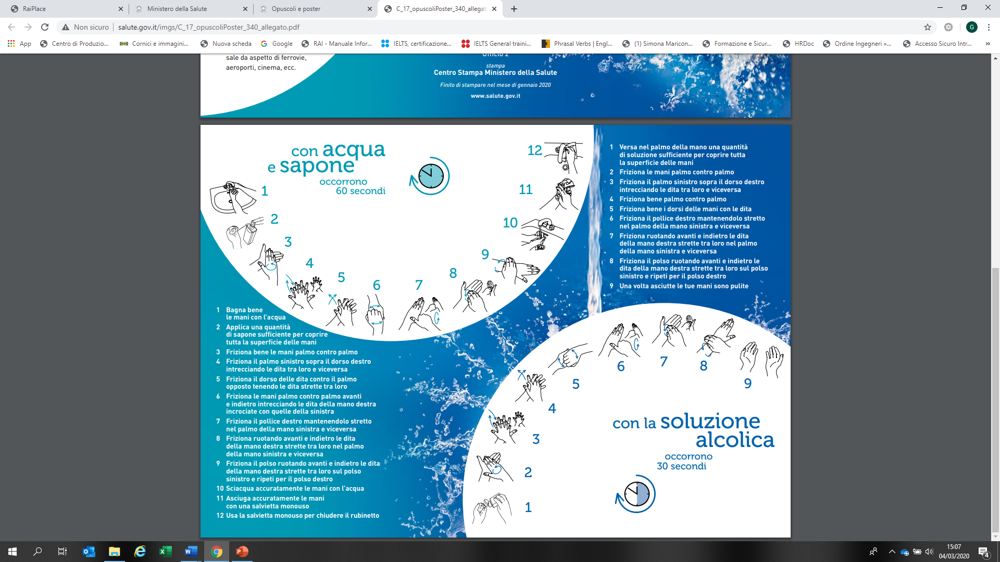 RaiPlace
Ministero della Salute
Opuscoli e poster
C_17_opuscoliPoster_340_allegato
Non sicuro
salute.gov.it/imgs/C_17_opuscoliPoster_340_allegato.pdf
G
App
Centro di Produzio...
Cornici e immagini...
Nuova scheda
Google
RAI - Manuale Infor...
IELTS, certificazione...
IELTS General traini...
Phrasal Verbs | Engl...
(1) Simona Maricon...
Formazione e Sicur...
HRDoc
Ordine Ingegneri »...
Accesso Sicuro Intr...
»
sale da aspetto di ferrovie,
aeroporti, cinema, ecc.
Ufficio 2
stampa
Centro Stampa Ministero della Salute
Finito di stampare nel mese di gennaio 2020
www.salute.gov.it
con acqua
e sapone
occorrono
60 secondi
1
2
3
4
5
6
7
8
9
10
11
12
1 Bagna bene
le mani con l'acqua
2 Applica una quantità
di sapone sufficiente per coprire
tutta la superficie delle mani
3 Friziona bene le mani palmo contro palmo
4 Friziona il palmo sinistro sopra il dorso destro
intrecciando le dita tra loro e viceversa
5 Friziona il dorso delle dita contro il palmo
opposto tenendo le dita strette tra loro
6 Friziona le mani palmo contro palmo avanti
e indietro intrecciando le dita della mano destra
incrociate con quelle della sinistra
7 Friziona il pollice destro mantenendolo stretto
nel palmo della mano sinistra e viceversa
8 Friziona ruotando avanti e indietro le dita
della mano destra strette tra loro nel palmo
della mano sinistra e viceversa
9 Friziona il polso ruotando avanti e indietro le dita
della mano destra strette tra loro sul polso
sinistro e ripeti per il polso destro
10 Sciacqua accuratamente le mani con l'acqua
11 Asciuga accuratamente le mani
con una salvietta monouso
12 Usa la salvietta monouso per chiudere il rubinetto
1 Versa nel palmo della mano una quantità
di soluzione sufficiente per coprire tutta
la superficie delle mani
2 Friziona le mani palmo contro palmo
3 Friziona il palmo sinistro sopra il dorso destro
intrecciando le dita tra loro e viceversa
4 Friziona bene palmo contro palmo
5 Friziona bene i dorsi delle mani con le dita
6 Friziona il pollice destro mantenendolo stretto
nel palmo della mano sinistra e viceversa
7 Friziona ruotando avanti e indietro le dita
della mano destra strette tra loro nel palmo
della mano sinistra e viceversa
8 Friziona il polso ruotando avanti e indietro le
dita della mano destra strette tra loro sul polso
sinistro e ripeti per il polso destro
9 Una volta asciutte le tue mani sono pulite
1
2
3
4
5
6
7
8
9
con la soluzione
alcolica
occorrono
30 secondi
15:07
04/03/2020
4